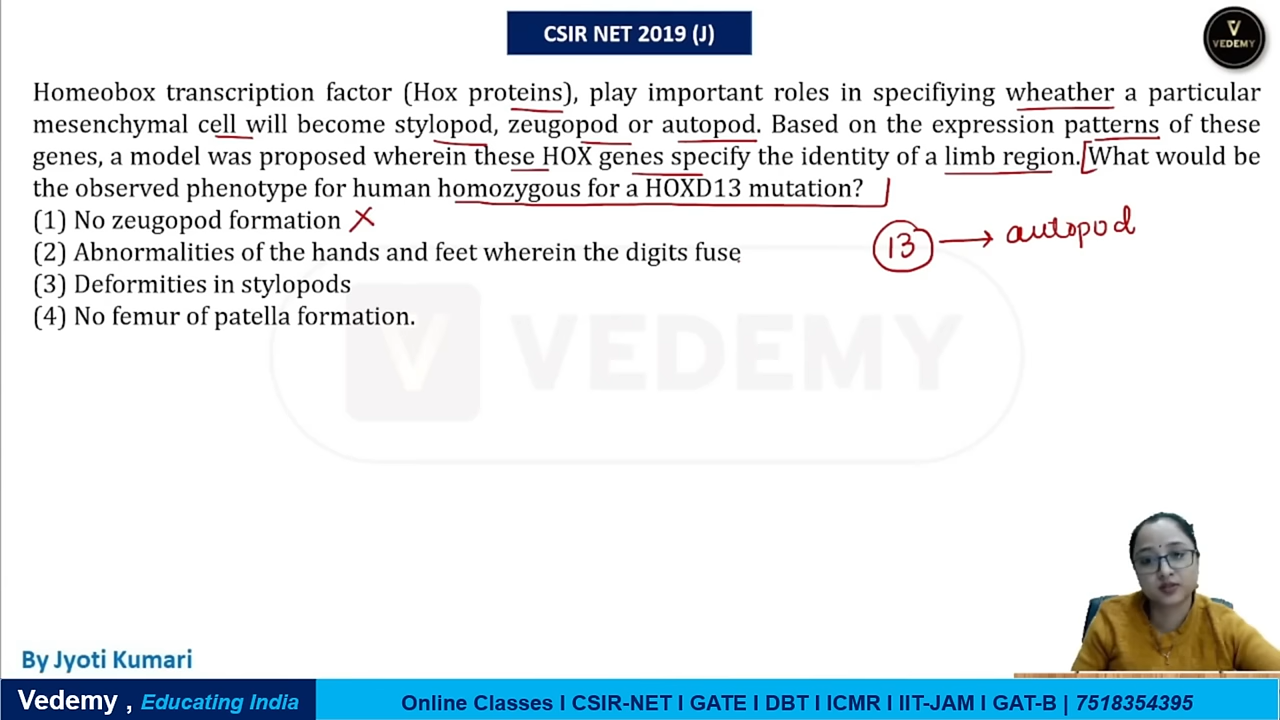 CSIR NET 2019 (J)
V
VEDEMY
Homeobox transcription factor (Hox proteins), play important roles in specifiying wheather a particular
mesenchymal cell will become stylopod, zeugopod or autopod. Based on the expression patterns of these
genes, a model was proposed wherein these HOX genes specify the identity of a limb region. [What would be
the observed phenotype for human homozygous for a HOXD13 mutation?
(1) No zeugopod formation X
13 → autopod
(2) Abnormalities of the hands and feet wherein the digits fuse
(3) Deformities in stylopods
(4) No femur of patella formation.
V VEDEMY
By Jyoti Kumari
Vedemy , Educating India
Online Classes I CSIR-NET I GATE I DBT I ICMR I IIT-JAM I GAT-B | 7518354395